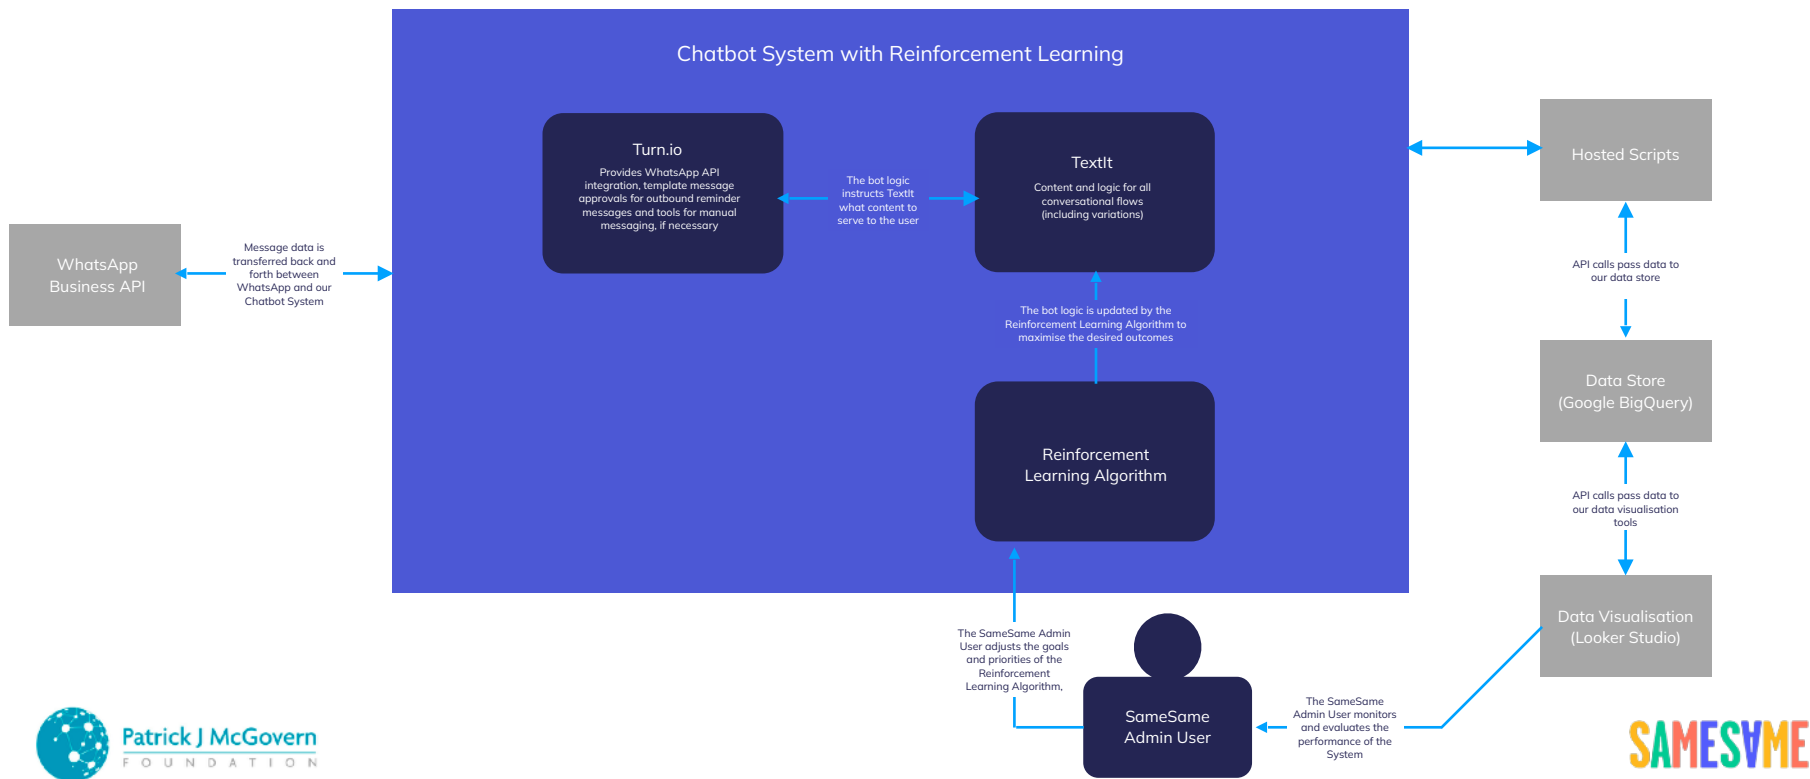 Chatbot System with Reinforcement Learning
Turn.io
Provides WhatsApp API
integration, template message
approvals for outbound reminder
messages and tools for manual
messaging, if necessary
The bot logic
instructs TextIt
what content to
serve to the user
TextIt
Content and logic for all
conversational flows
(including variations)
Hosted Scripts
WhatsApp
Business API
Message data is
transferred back and
forth between
WhatsApp and our
Chatbot System
API calls pass data to
our data store
The bot logic is updated by the
Reinforcement Learning Algorithm to
maximise the desired outcomes
Data Store
(Google BigQuery)
Reinforcement
Learning Algorithm
API calls pass data to
our data visualisation
tools
Data Visualisation
(Looker Studio)
The SameSame Admin
User adjusts the goals
and priorities of the
Reinforcement
Learning Algorithm,
SameSame
Admin User
The SameSame
Admin User monitors
and evaluates the
performance of the
System
Patrick J McGovern
FOUNDATION
SAMESAME